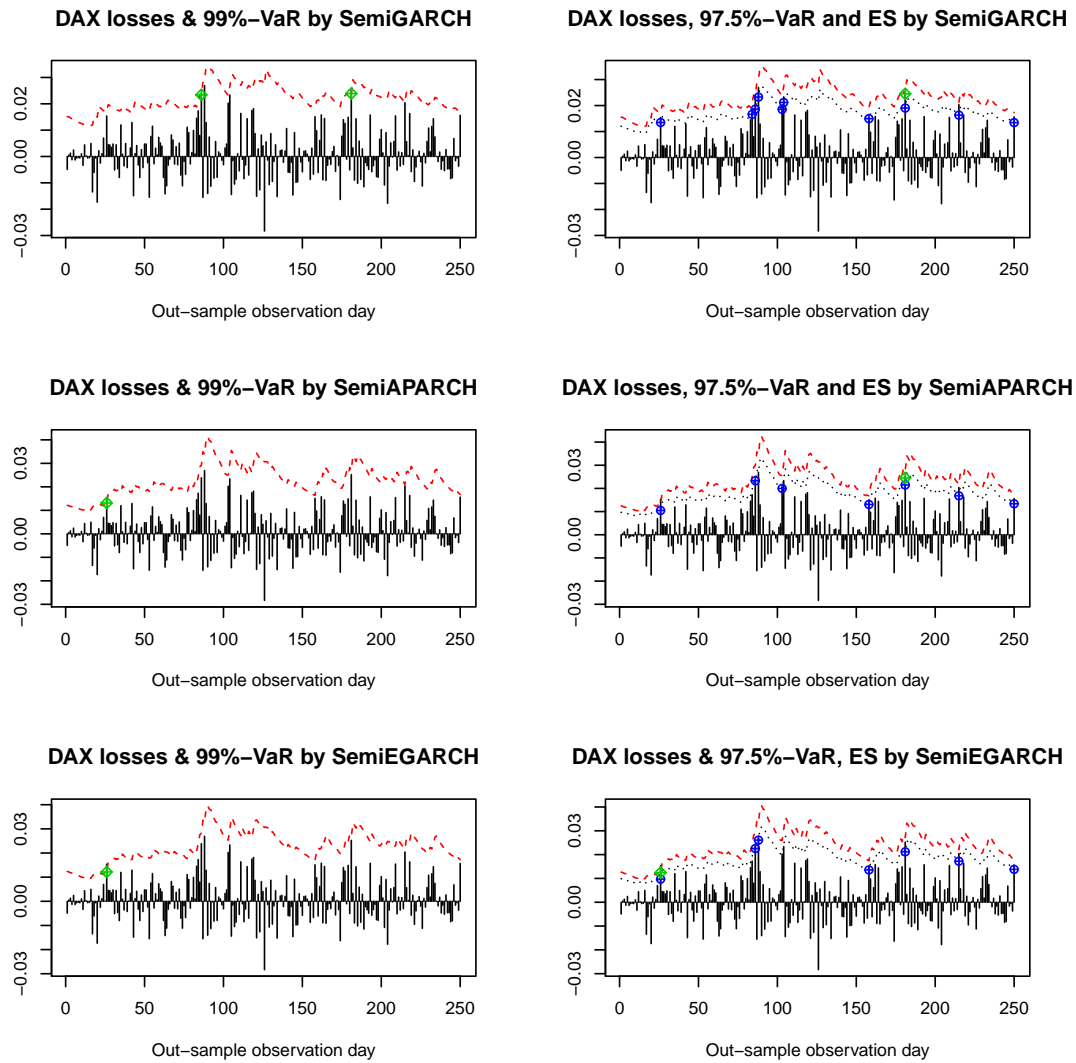 DAX losses & 99%−VaR by SemiGARCH
0.02
0.00
−0.03
0 50 100 150 200 250
Out−sample observation day
DAX losses, 97.5%−VaR and ES by SemiGARCH
0.02
0.00
−0.03
0 50 100 150 200 250
Out−sample observation day
DAX losses & 99%−VaR by SemiAPARCH
0.03
0.00
−0.03
0 50 100 150 200 250
Out−sample observation day
DAX losses, 97.5%−VaR and ES by SemiAPARCH
0.03
0.00
−0.03
0 50 100 150 200 250
Out−sample observation day
DAX losses & 99%−VaR by SemiEGARCH
0.03
0.00
−0.03
0 50 100 150 200 250
Out−sample observation day
DAX losses & 97.5%−VaR, ES by SemiEGARCH
0.03
0.00
−0.03
0 50 100 150 200 250
Out−sample observation day